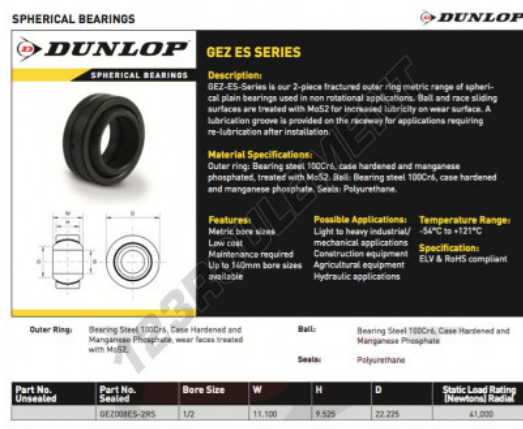 SPHERICAL BEARINGS
DUNLOP
DUNLOP
SPHERICAL BEARINGS
GEZ ES SERIES
Description:
GEZ-ES-Series is our 2-piece fractured outer ring metric range of spheri-
cal plain bearings used in non rotational applications. Ball and race sliding
surfaces are treated with MoS2 for increased lubricity on wear surface. A
lubrication groove is provided on the raceway for applications requiring
re-lubrication after installation.
Material Specifications:
Outer ring: Bearing steel 100Cr6, case hardened and manganese
phosphated, treated with MoS2. Ball: Bearing steel 100Cr6, case hardened
and manganese phosphate. Seals: Polyurethane.
Features:
Metric bore sizes
Low cost
Maintenance required
Up to 140mm bore sizes
available
Possible Applications:
Light to heavy industrial/
mechanical applications
Construction equipment
Agricultural equipment
Hydraulic applications
Temperature Range:
-54°C to +121°C
Specification:
ELV & RoHS compliant
W
H
D
B
Outer Ring: Bearing Steel 100Cr6, Case Hardened and
Manganese Phosphate, wear faces treated
with MoS2.
Ball: Bearing Steel 100Cr6, Case Hardened and
Manganese Phosphate
Seals: Polyurethane
Part No. Unsealed Part No. Sealed Bore Size W H D Static Load Rating (Newtons) Radial
GEZ008ES-2RS 1/2 11.100 9.525 22.225 41,000
123ROULEMENT